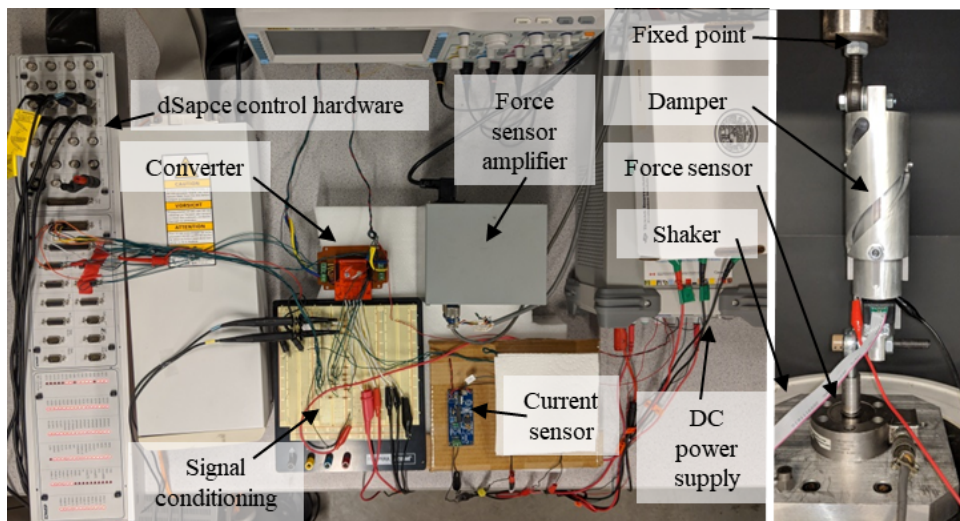 Fixed point
dSapce control hardware
Force
sensor
amplifier
Damper
Converter
Force sensor
CAUTION
VORSICHT
ATTENTION
Shaker
Current
sensor
DC
power
supply
Signal
conditioning